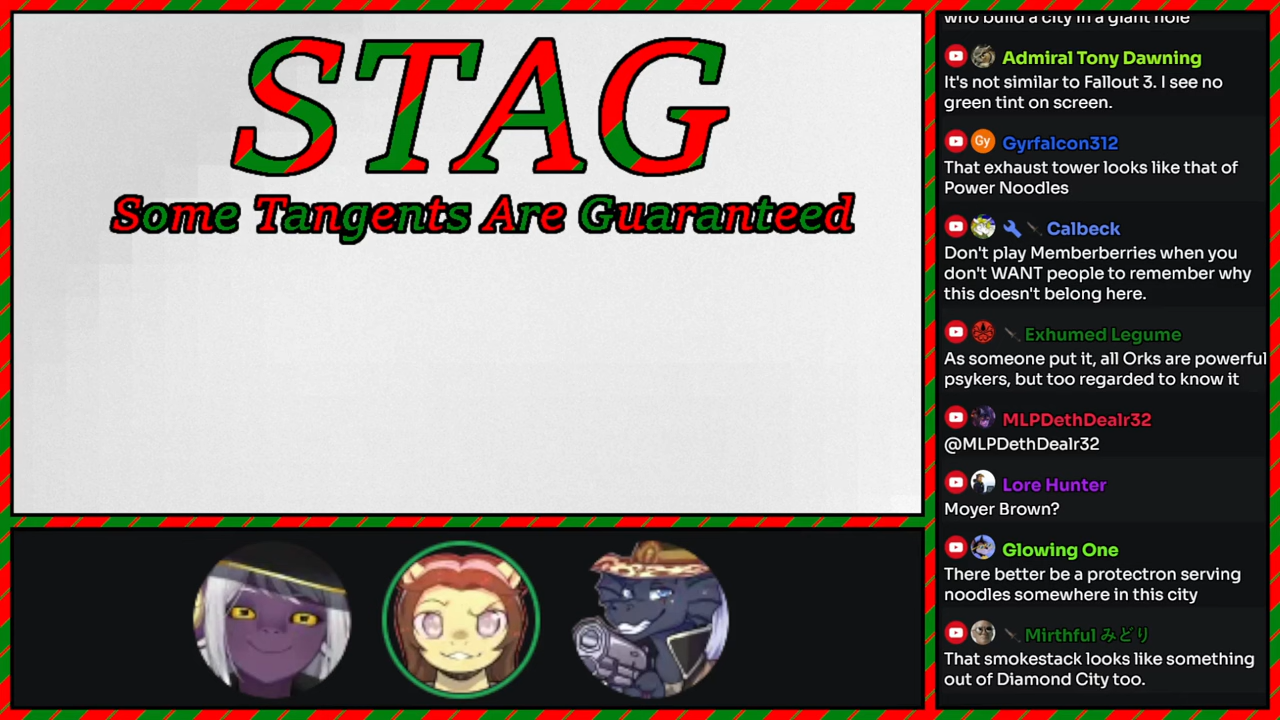 STAG
Some Tangents Are Guaranteed
who build a city in a giant hole
Admiral Tony Dawning
It's not similar to Fallout 3. I see no
green tint on screen.
Gy Gyrfalcon312
That exhaust tower looks like that of
Power Noodles
Calbeck
Don't play Memberberries when you
don't WANT people to remember why
this doesn't belong here.
Exhumed Legume
As someone put it, all Orks are powerful
psykers, but too regarded to know it
MLPDethDealr32
@MLPDethDealr32
Lore Hunter
Moyer Brown?
Glowing One
There better be a protectron serving
noodles somewhere in this city
Mirthful みどり
That smokestack looks like something
out of Diamond City too.